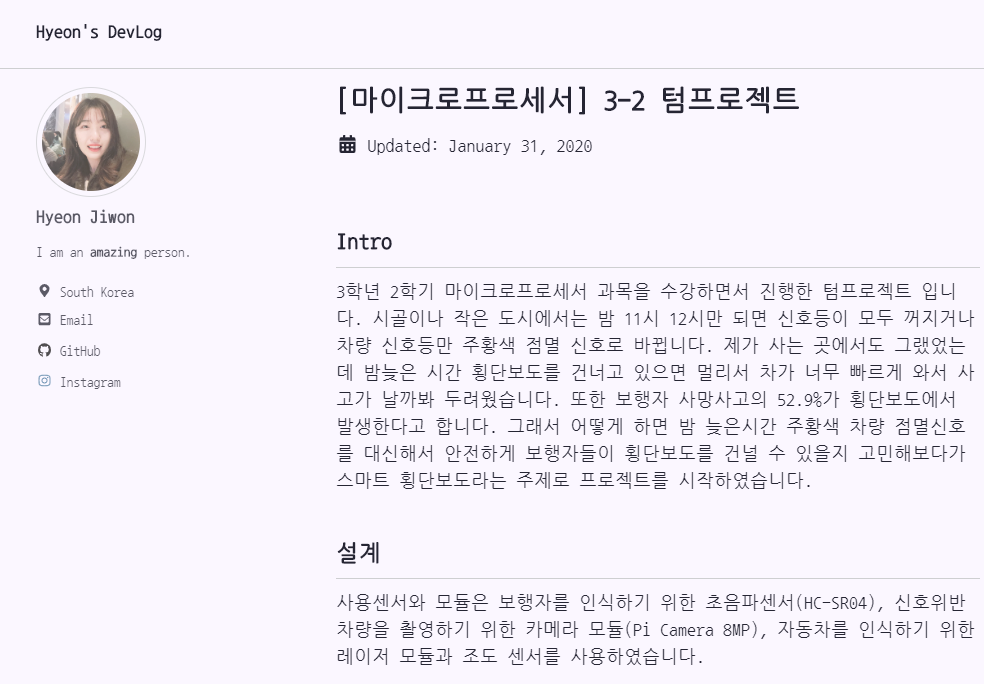 Hyeon's DevLog
Hyeon Jiwon
I am an amazing person.
South Korea
Email
GitHub
Instagram
[마이크로프로세서] 3-2 텀프로젝트
Updated: January 31, 2020
Intro
3학년 2학기 마이크로프로세서 과목을 수강하면서 진행한 텀프로젝트 입니
다. 시골이나 작은 도시에서는 밤 11시 12시만 되면 신호등이 모두 꺼지거나
차량 신호등만 주황색 점멸 신호로 바뀝니다. 제가 사는 곳에서도 그랬었는
데 밤늦은 시간 횡단보도를 건너고 있으면 멀리서 차가 너무 빠르게 와서 사
고가 날까봐 두려웠습니다. 또한 보행자 사망사고의 52.9%가 횡단보도에서
발생한다고 합니다. 그래서 어떻게 하면 밤 늦은시간 주황색 차량 점멸신호
를 대신해서 안전하게 보행자들이 횡단보도를 건널 수 있을지 고민해보다가
스마트 횡단보도라는 주제로 프로젝트를 시작하였습니다.
설계
사용센서와 모듈은 보행자를 인식하기 위한 초음파센서(HC-SR04), 신호위반
차량을 촬영하기 위한 카메라 모듈(Pi Camera 8MP), 자동차를 인식하기 위한
레이저 모듈과 조도 센서를 사용하였습니다.